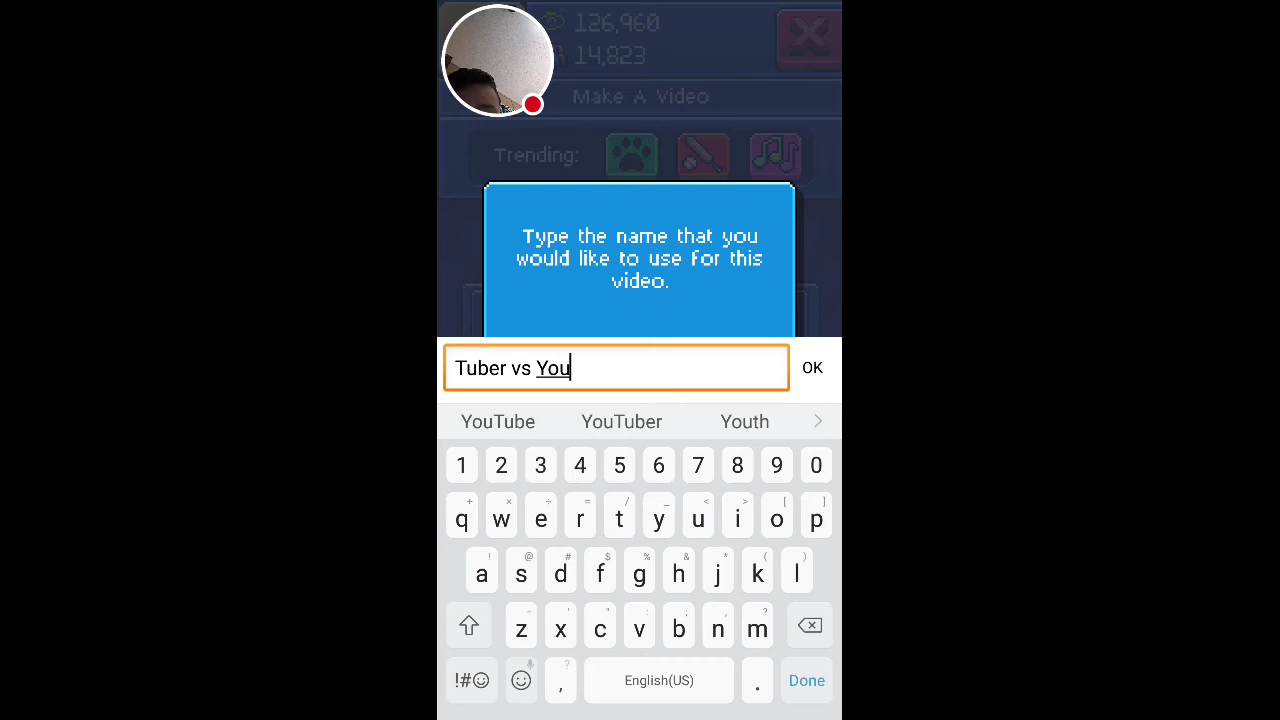 126,960
14,823
Make A Video
Trending:
Type the name that you
would like to use for this
video.
Tuber vs You
OK
YouTube YouTuber Youth
1 2 3 4 5 6 7 8 9 0
+ × ÷ = / _ < > [ ]
q w e r t y u i o p
! @ # $ % & * ( )
a s d f g h j k l
- ' " : ; , ?
z x c v b n m
!#☺ , ? English(US) . Done